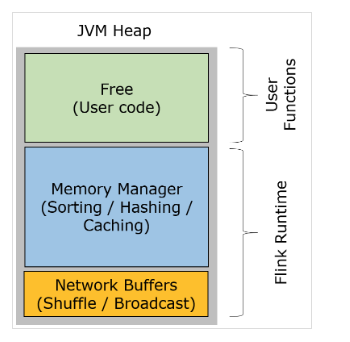 JVM Heap
Free
(User code)
User
Functions
Memory Manager
(Sorting / Hashing /
Caching)
Flink Runtime
Network Buffers
(Shuffle / Broadcast)